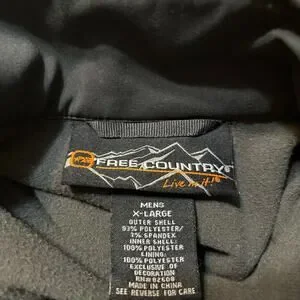 FREE COUNTRY®
Live in it!®
MENS
X-LARGE
OUTER SHELL:
93% POLYESTER/
7% SPANDEX
INNER SHELL:
100% POLYESTER
LINING:
100% POLYESTER
EXCLUSIVE OF
DECORATION
RN#82608
MADE IN CHINA
SEE REVERSE FOR CARE